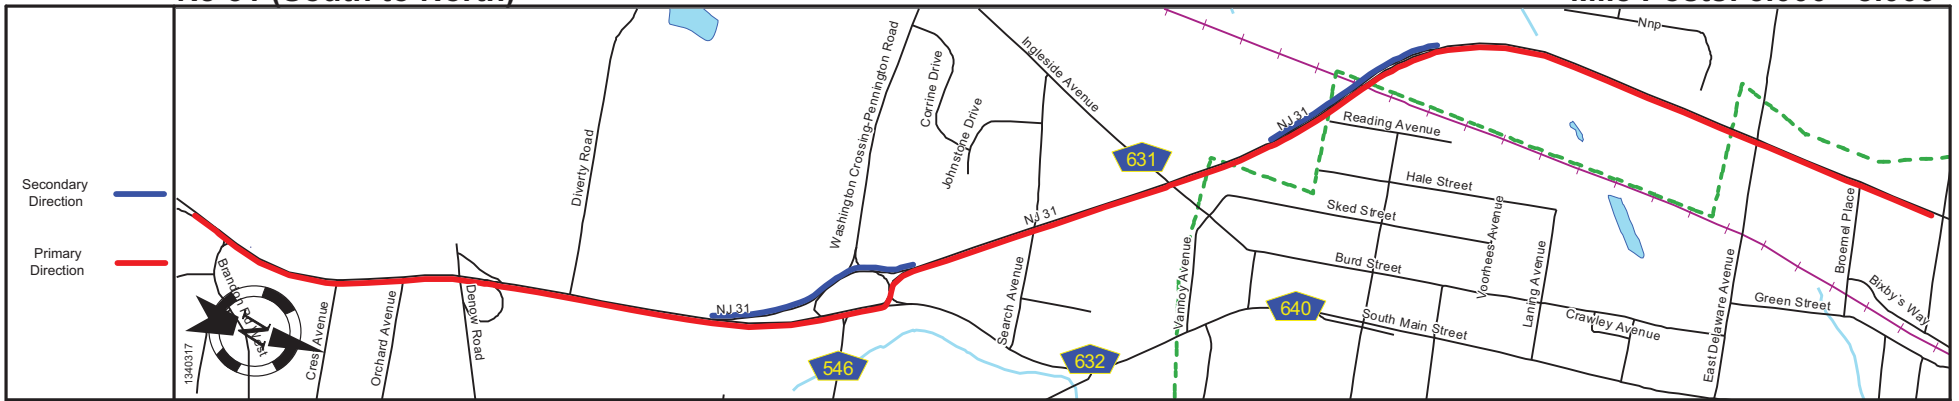 Secondary
Direction
Primary
Direction
Diverty Road
Washington Crossing-Pennington Road
Corrine Drive
Johnstone Drive
Ingleside Avenue
631
NJ 31
Reading Avenue
Hale Street
Sked Street
Burd Street
Voorhees Avenue
Laning Avenue
Nnp
Broemel Place
Bixby's Way
Green Street
East Delaware Avenue
Crawley Avenue
South Main Street
640
Vannoy Avenue
NJ 31
Search Avenue
632
546
NJ 31
Denow Road
Orchard Avenue
Crest Avenue
Brandon Rd West
1340317